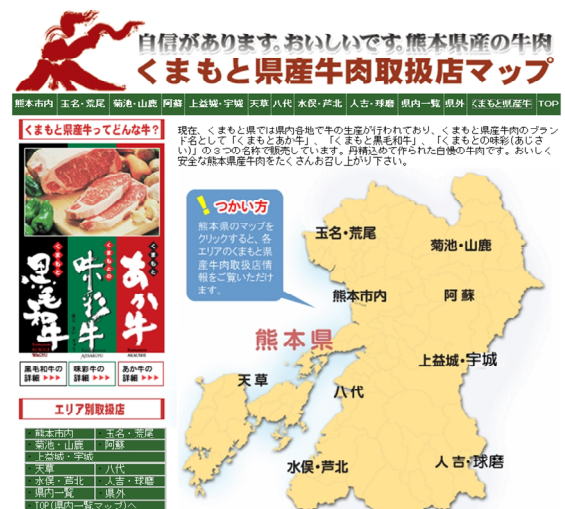 自信があります。おいしいです。熊本県産の牛肉
くまもと県産牛肉取扱店マップ
熊本市内 玉名・荒尾 菊池・山鹿 阿蘇 上益城・宇城 天草 八代 水俣・芦北 人吉・球磨 県内一覧 県外 くまもと県産牛 TOP
くまもと県産牛ってどんな牛?
くまもと
黒毛和牛
くまもとの
味彩牛
くまもと
あか牛
黒毛和牛の
詳細 ▶▶▶
味彩牛の
詳細 ▶▶▶
あか牛の
詳細 ▶▶▶
エリア別取扱店
熊本市内
玉名・荒尾
菊池・山鹿
阿蘇
上益城・宇城
天草
八代
水俣・芦北
人吉・球磨
県内一覧
県外
TOP(県内一覧マップ)へ
現在、くまもと県では県内各地で牛の生産が行われており、くまもと県産牛肉のブラン
ド名として「くまもとあか牛」、「くまもと黒毛和牛」、「くまもとの味彩(あじさ
い)」の3つの名称で販売しています。丹精込めて作られた自慢の牛肉です。おいしく
安全な熊本県産牛肉をたくさんお召し上がり下さい。
! つかい方
熊本県のマップを
クリックすると、各
エリアのくまもと県
産牛肉取扱店情
報をご覧いただけ
ます。
玉名・荒尾
菊池・山鹿
熊本市内
阿蘇
熊本県
上益城・宇城
天草
八代
水俣・芦北
人吉・球磨